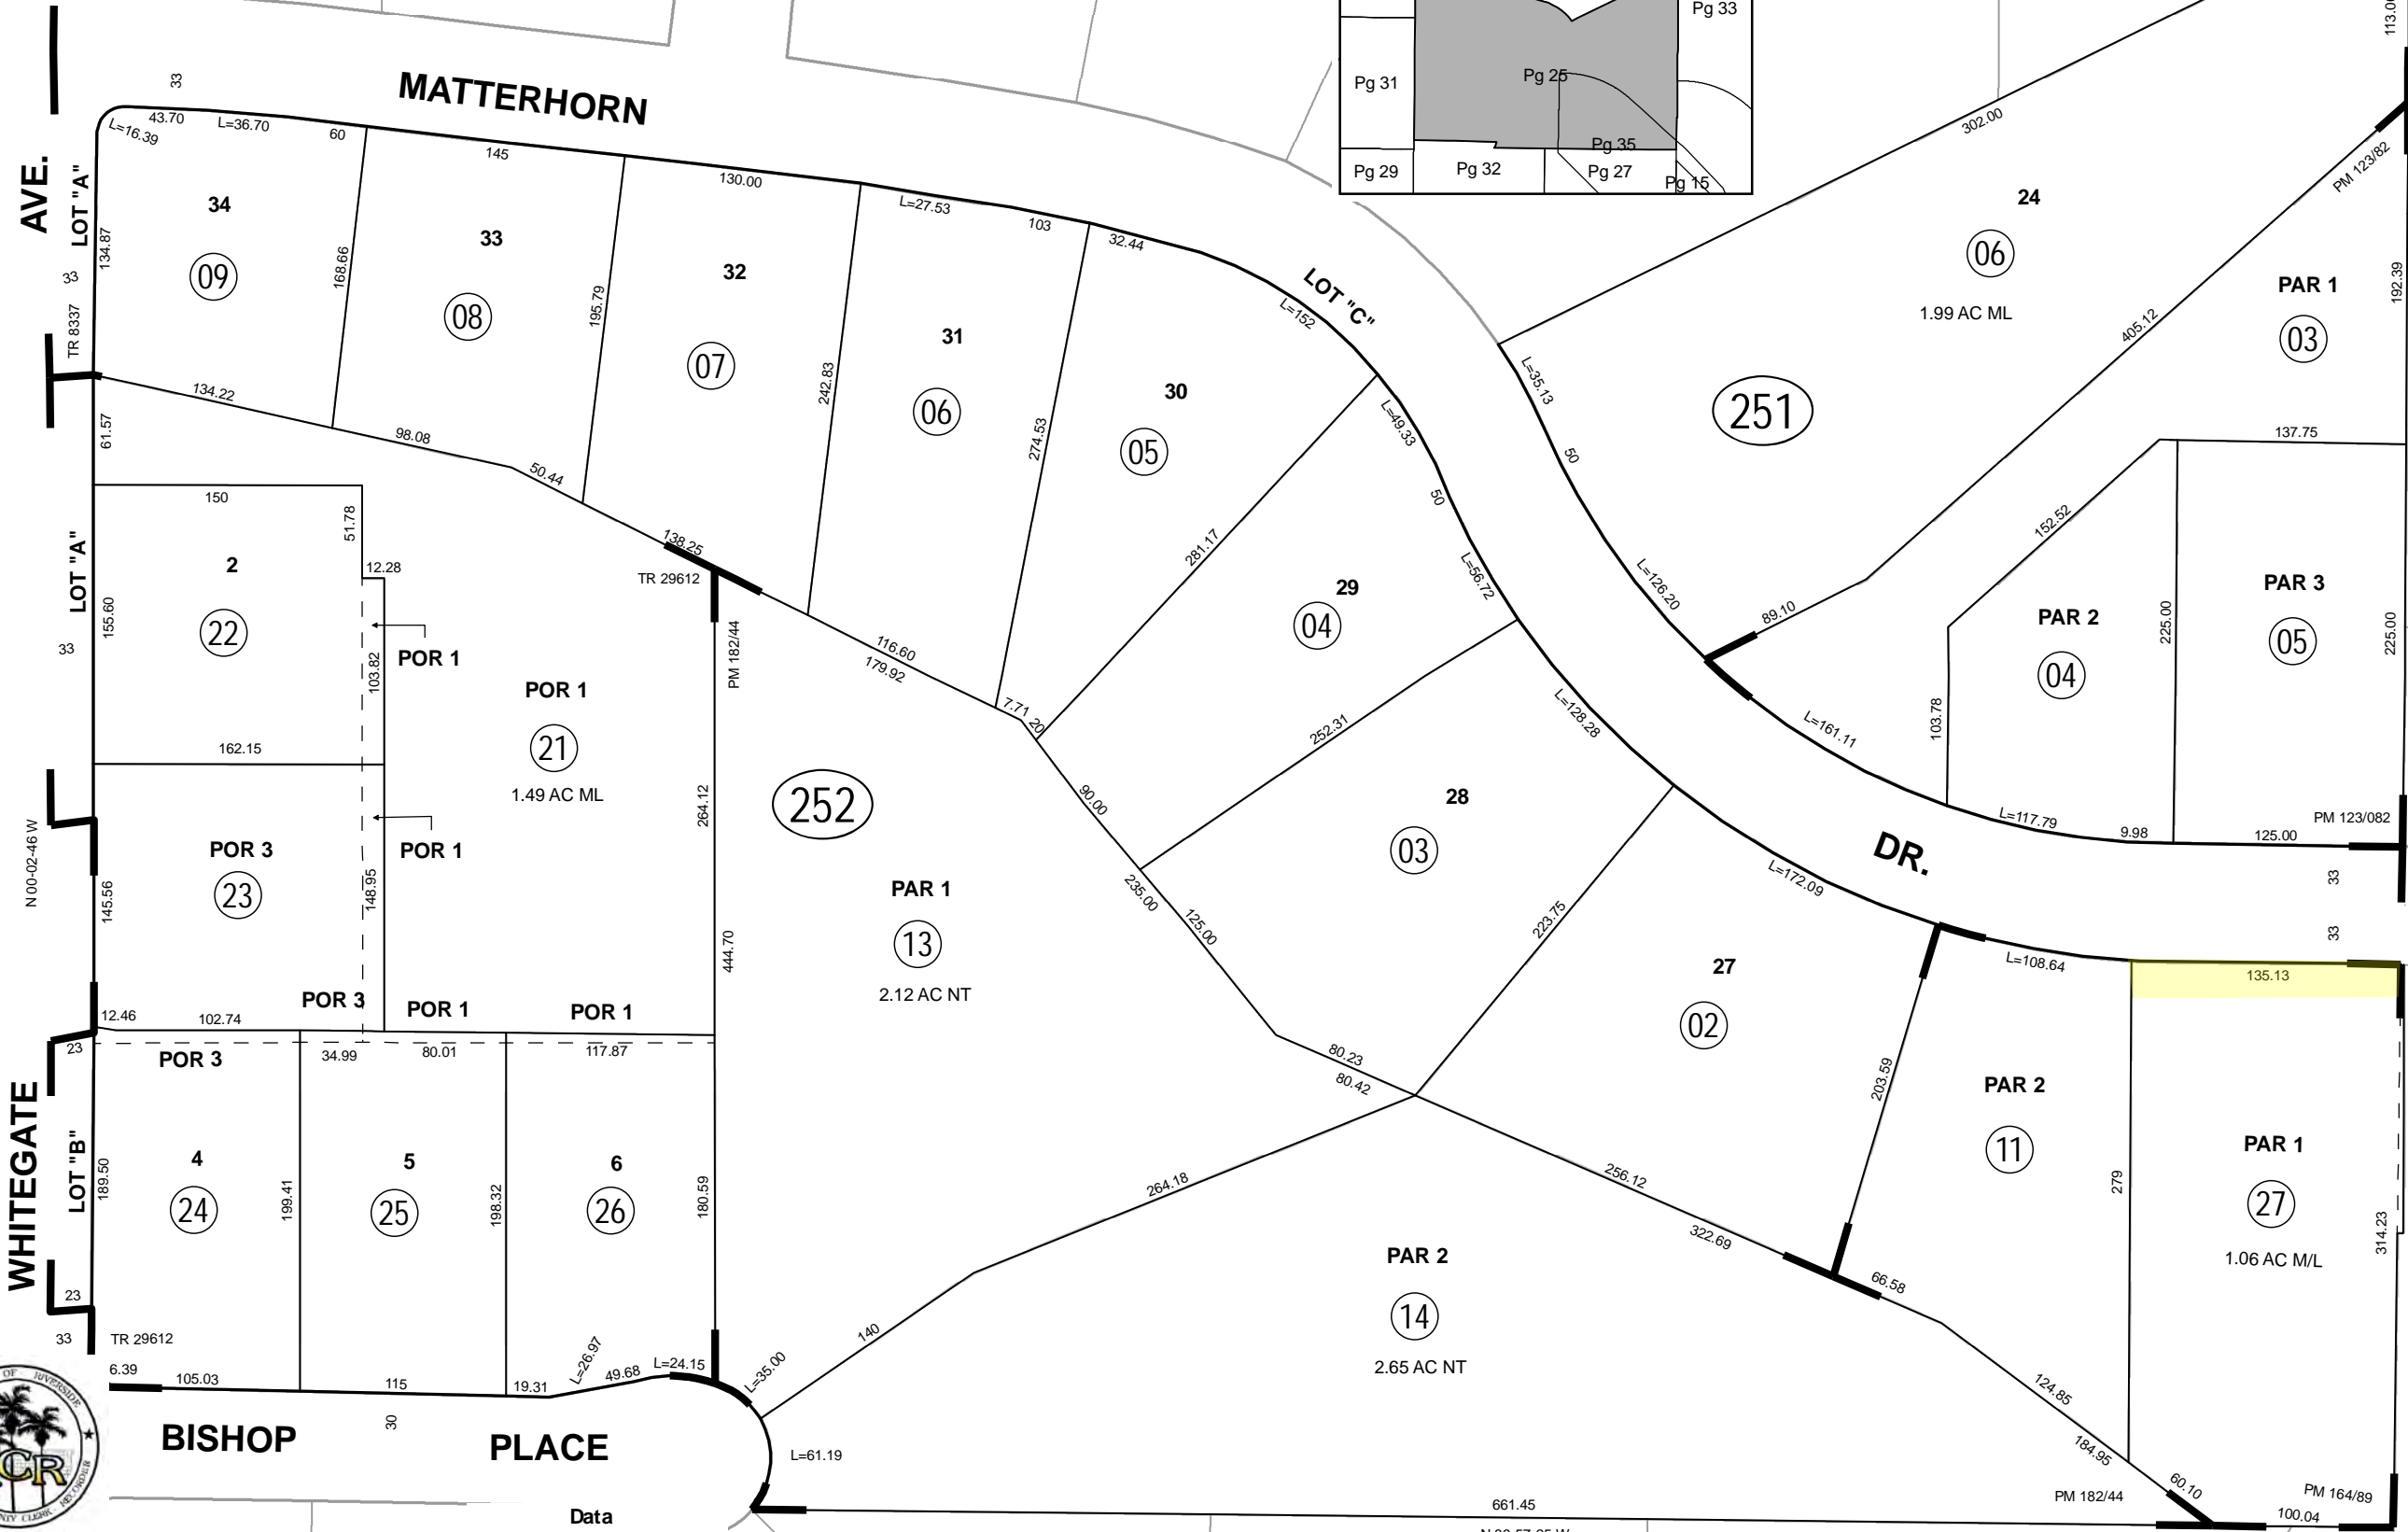 Pg 33
113.00
Pg 31
Pg 25
Pg 35
Pg 29
Pg 32
Pg 27
Pg 15
33
MATTERHORN
43.70
L=36.70
60
L=16.39
145
130.00
L=27.53
103
32.44
302.00
PM 123/82
AVE.
LOT "A"
134.87
33
TR 8337
34
09
168.66
33
08
195.79
32
07
242.83
31
06
274.53
30
05
LOT "C"
L=152
L=49.33
50
L=35.13
50
24
06
1.99 AC ML
251
405.12
PAR 1
03
192.39
137.75
134.22
98.08
50.44
138.25
61.57
150
51.78
12.28
TR 29612
PM 182/44
LOT "A"
155.60
33
2
22
103.82
POR 1
POR 1
21
1.49 AC ML
162.15
116.60
179.92
7.71
20
281.17
29
04
L=56.72
L=126.20
89.10
152.52
PAR 2
04
225.00
103.78
PAR 3
05
225.00
252.31
L=128.28
L=161.11
L=117.79
9.98
125.00
PM 123/082
N 00-02-46 W
145.56
POR 3
23
148.95
POR 1
264.12
252
444.70
PAR 1
13
2.12 AC NT
90.00
235.00
125.00
28
03
223.75
L=172.09
DR.
33
33
L=108.64
135.13
27
02
12.46
102.74
POR 3
POR 1
POR 1
23
POR 3
34.99
80.01
117.87
80.23
80.42
203.59
PAR 2
11
279
PAR 1
27
1.06 AC M/L
314.23
WHITEGATE
LOT "B"
189.50
4
24
199.41
5
25
198.32
6
26
180.59
264.18
256.12
322.69
66.58
PAR 2
14
2.65 AC NT
140
23
33
TR 29612
6.39
105.03
115
19.31
L=26.97
49.68
L=24.15
L=35.00
124.85
184.95
60.10
OF RIVERSIDE
CR
CLERK - RECORDER
BISHOP
30
PLACE
L=61.19
661.45
PM 182/44
PM 164/89
100.04
Data